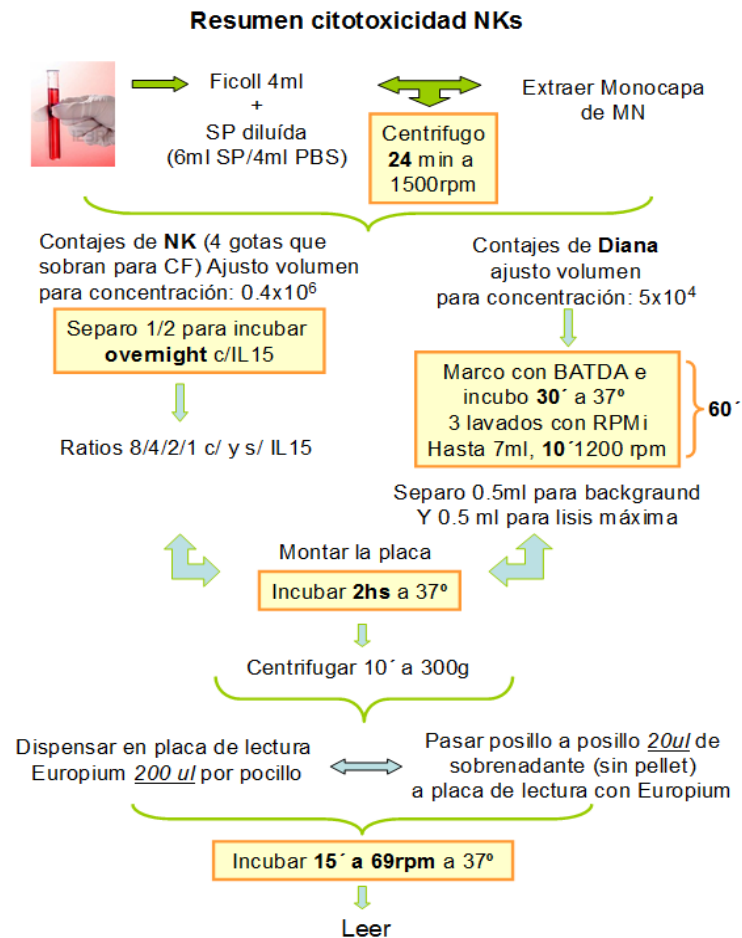 Resumen citotoxicidad NKs
Ficoll 4ml
+
SP diluída
(6ml SP/4ml PBS)
Centrifugo
24 min a
1500rpm
Extraer Monocapa
de MN
Contajes de NK (4 gotas que
sobran para CF) Ajusto volumen
para concentración: 0.4x10⁶
Separo 1/2 para incubar
overnight c/IL15
Ratios 8/4/2/1 c/ y s/ IL15
Contajes de Diana
ajusto volumen
para concentración: 5x10⁴
Marco con BATDA e
incubo 30´ a 37º
3 lavados con RPMi
Hasta 7ml, 10´1200 rpm
60´
Separo 0.5ml para backgraund
Y 0.5 ml para lisis máxima
Montar la placa
Incubar 2hs a 37º
Centrifugar 10´ a 300g
Dispensar en placa de lectura
Europium 200 ul por pocillo
Pasar posillo a posillo 20ul de
sobrenadante (sin pellet)
a placa de lectura con Europium
Incubar 15´ a 69rpm a 37º
Leer